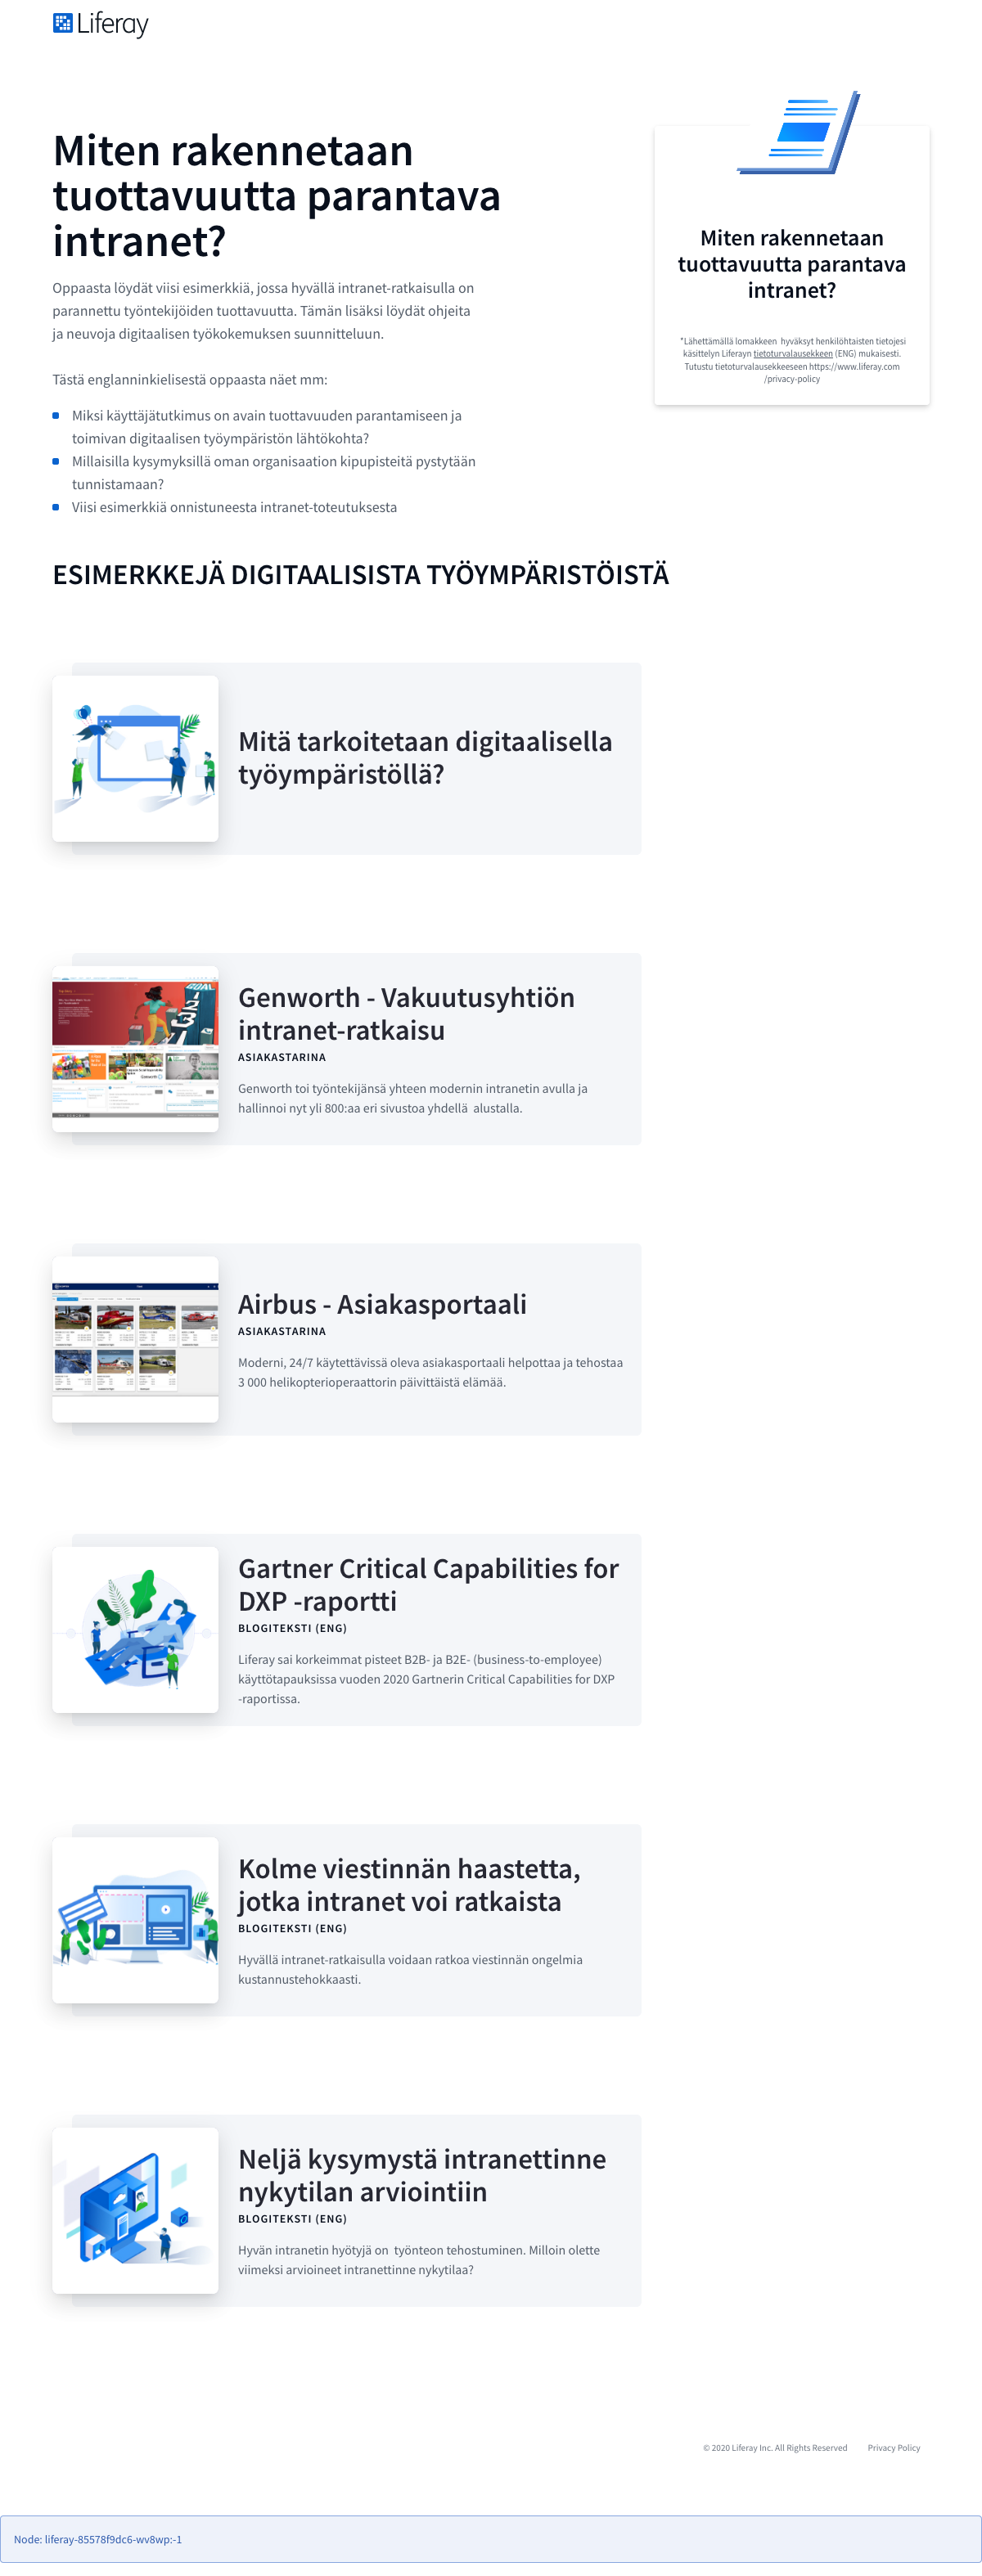 Liferay
Miten rakennetaan
tuottavuutta parantava
intranet?
Oppaasta löydät viisi esimerkkiä, jossa hyvällä intranet-ratkaisulla on
parannettu työntekijöiden tuottavuutta. Tämän lisäksi löydät ohjeita
ja neuvoja digitaalisen työkokemuksen suunnitteluun.
Tästä englanninkielisestä oppaasta näet mm:
Miksi käyttäjätutkimus on avain tuottavuuden parantamiseen ja
toimivan digitaalisen työympäristön lähtökohta?
Millaisilla kysymyksillä oman organisaation kipupisteitä pystytään
tunnistamaan?
Viisi esimerkkiä onnistuneesta intranet-toteutuksesta
Miten rakennetaan
tuottavuutta parantava
intranet?
*Lähettämällä lomakkeen hyväksyt henkilöhtaisten tietojesi
käsittelyn Liferayn tietoturvalausekkeen (ENG) mukaisesti.
Tutustu tietoturvalausekkeeseen https://www.liferay.com
/privacy-policy
ESIMERKKEJÄ DIGITAALISISTA TYÖYMPÄRISTÖISTÄ
Mitä tarkoitetaan digitaalisella
työympäristöllä?
GOAL
Genworth - Vakuutusyhtiön
intranet-ratkaisu
ASIAKASTARINA
Genworth toi työntekijänsä yhteen modernin intranetin avulla ja
hallinnoi nyt yli 800:aa eri sivustoa yhdellä alustalla.
Airbus - Asiakasportaali
ASIAKASTARINA
Moderni, 24/7 käytettävissä oleva asiakasportaali helpottaa ja tehostaa
3 000 helikopterioperaattorin päivittäistä elämää.
Gartner Critical Capabilities for
DXP -raportti
BLOGITEKSTI (ENG)
Liferay sai korkeimmat pisteet B2B- ja B2E- (business-to-employee)
käyttötapauksissa vuoden 2020 Gartnerin Critical Capabilities for DXP
-raportissa.
Kolme viestinnän haastetta,
jotka intranet voi ratkaista
BLOGITEKSTI (ENG)
Hyvällä intranet-ratkaisulla voidaan ratkoa viestinnän ongelmia
kustannustehokkaasti.
Neljä kysymystä intranettinne
nykytilan arviointiin
BLOGITEKSTI (ENG)
Hyvän intranetin hyötyjä on työnteon tehostuminen. Milloin olette
viimeksi arvioineet intranettinne nykytilaa?
© 2020 Liferay Inc. All Rights Reserved
Privacy Policy
Node: liferay-85578f9dc6-wv8wp:-1